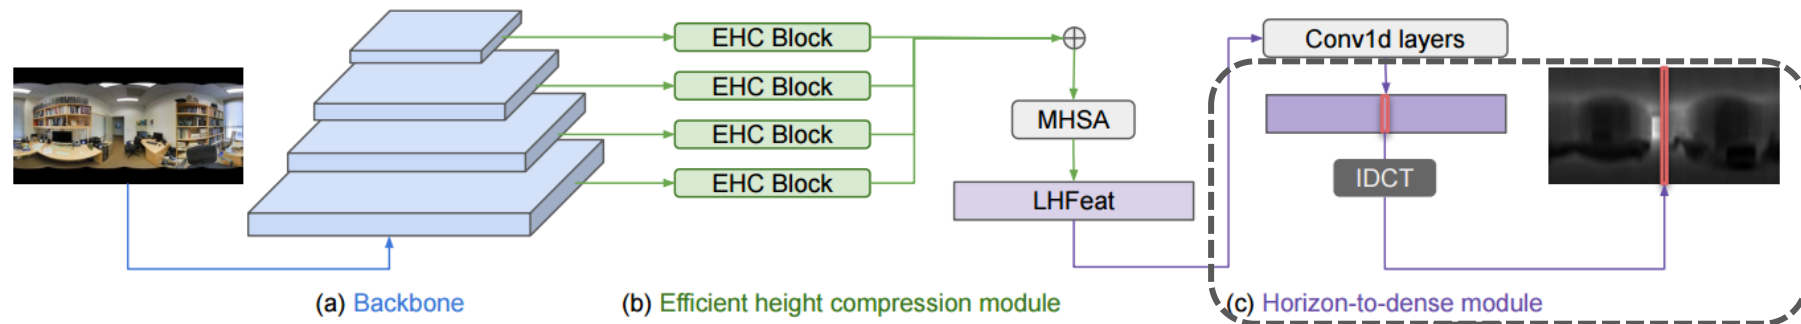 EHC Block
EHC Block
EHC Block
EHC Block
MHSA
LHFeat
Conv1d layers
IDCT
(a) Backbone
(b) Efficient height compression module
(c) Horizon-to-dense module